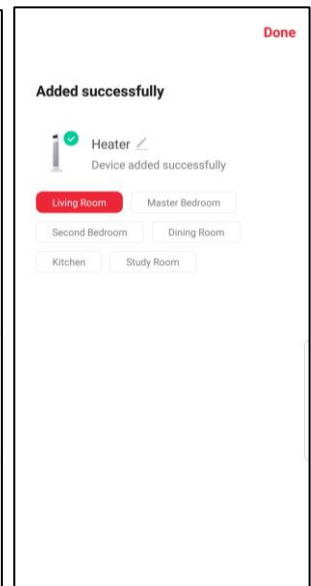 Done
Added successfully
Heater
Device added successfully
Living Room Master Bedroom
Second Bedroom Dining Room
Kitchen Study Room